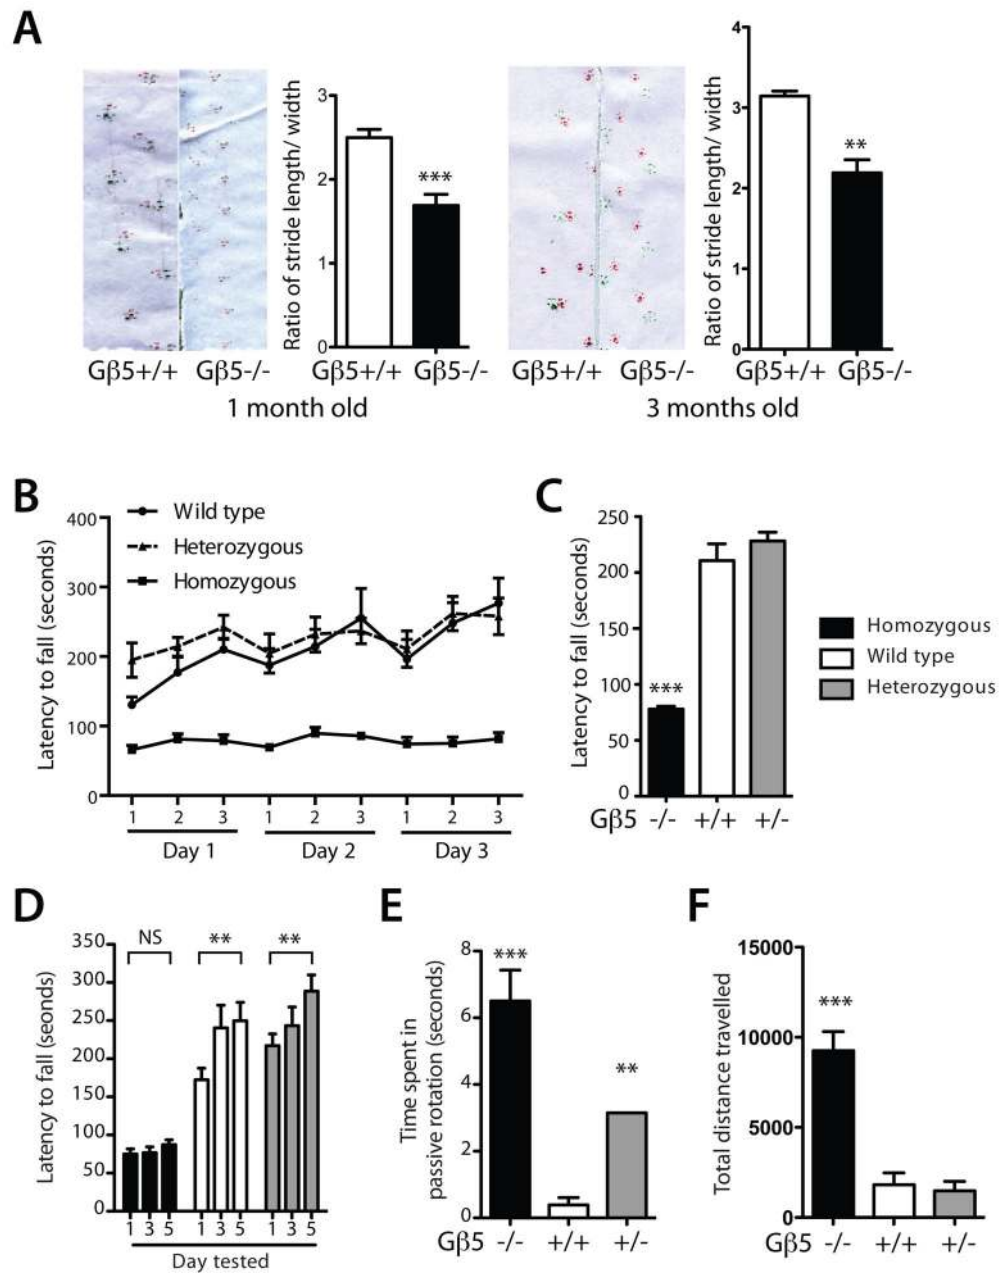 A
Ratio of stride length/ width
3
2
1
0
***
Gβ5+/+ Gβ5-/-
Gβ5+/+ Gβ5-/-
1 month old
Ratio of stride length/ width
4
3
2
1
0
**
Gβ5+/+ Gβ5-/-
Gβ5+/+ Gβ5-/-
3 months old
B
Wild type
Heterozygous
Homozygous
Latency to fall (seconds)
400
300
200
100
0
1 2 3 1 2 3 1 2 3
Day 1 Day 2 Day 3
C
Latency to fall (seconds)
250
200
150
100
50
0
***
Gβ5 -/- +/+ +/-
Homozygous
Wild type
Heterozygous
D
Latency to fall (seonds)
350
300
250
200
150
100
50
0
NS ** **
1 3 5 1 3 5 1 3 5
Day tested
E
Time spent in
passive rotation (seconds)
8
6
4
2
0
***
**
Gβ5 -/- +/+ +/-
F
Total distance travelled
15000
10000
5000
0
***
Gβ5 -/- +/+ +/-